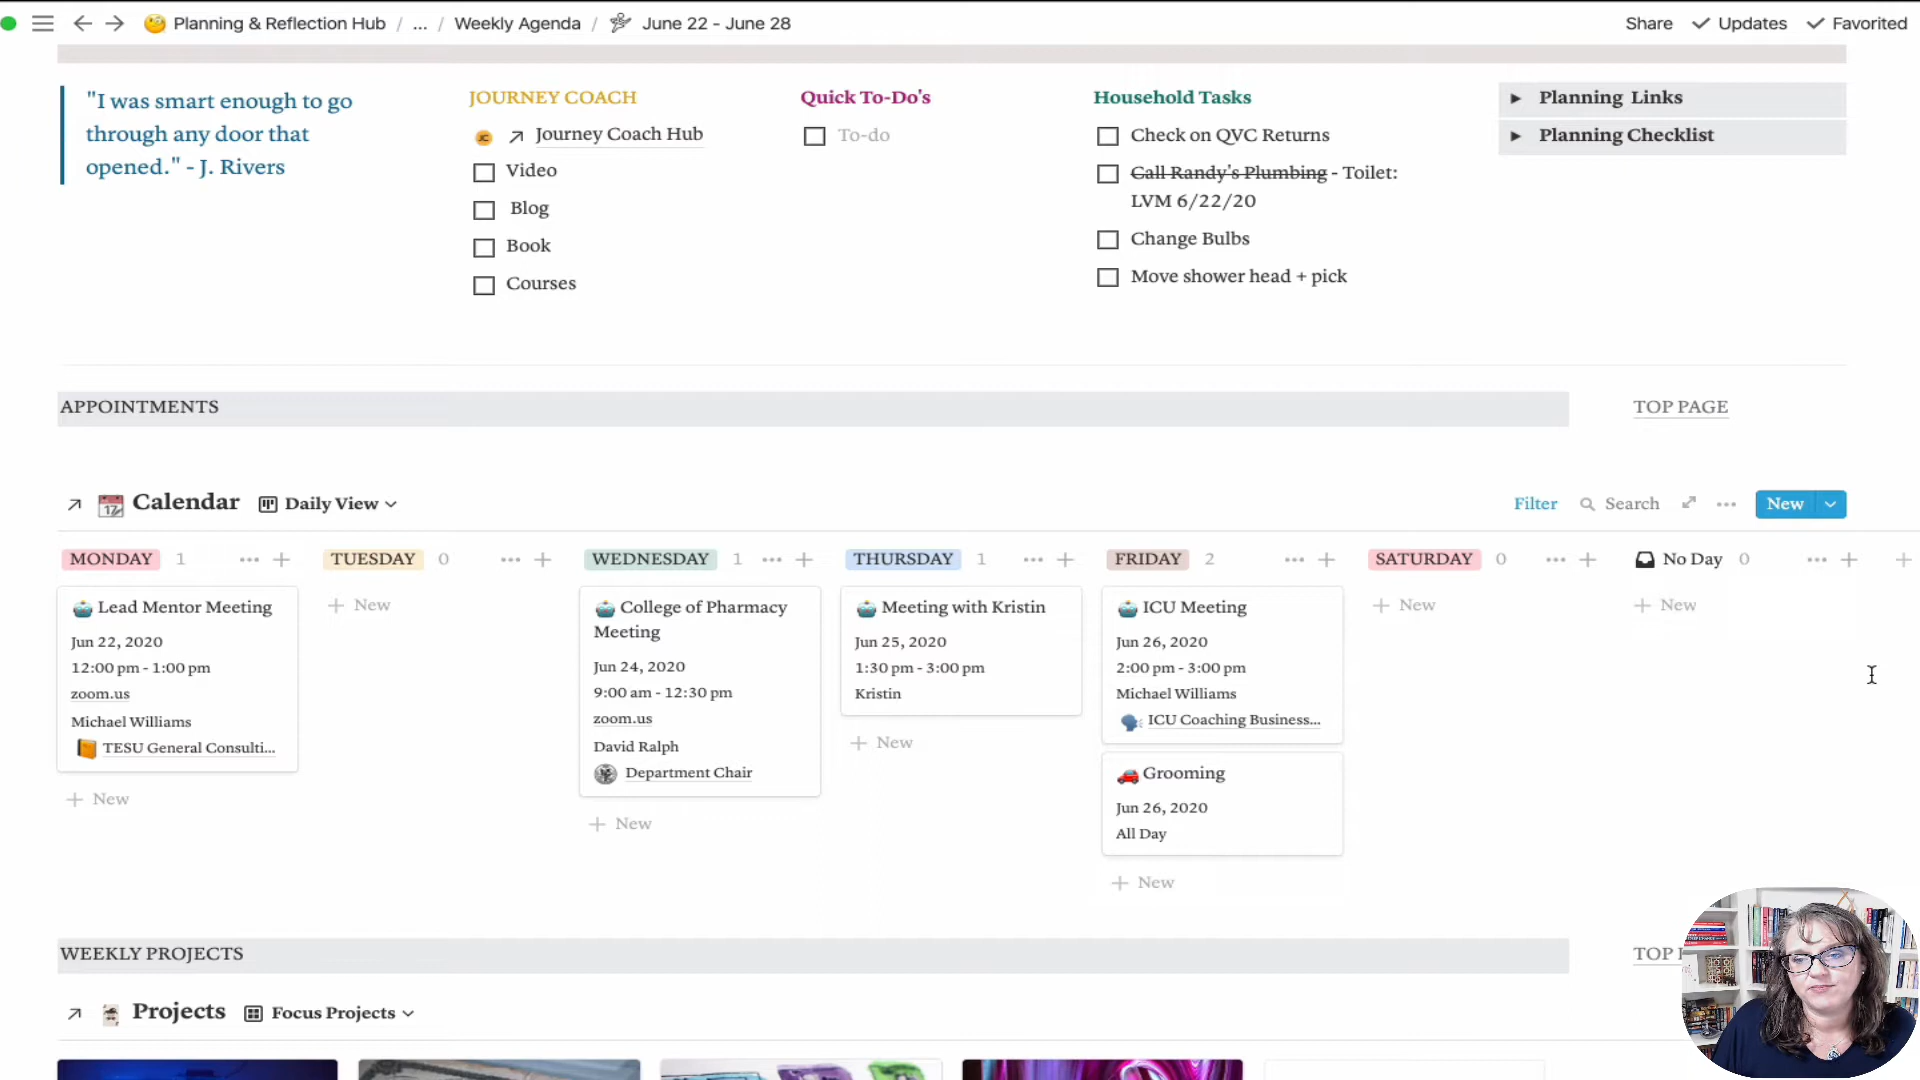 Planning & Reflection Hub / ... / Weekly Agenda / June 22 - June 28
Share Updates Favorited
"I was smart enough to go
through any door that
opened." - J. Rivers
JOURNEY COACH
Journey Coach Hub
Video
Blog
Book
Courses
Quick To-Do's
To-do
Household Tasks
Check on QVC Returns
Call Randy's Plumbing - Toilet:
LVM 6/22/20
Change Bulbs
Move shower head + pick
Planning Links
Planning Checklist
APPOINTMENTS
TOP PAGE
Calendar Daily View
Filter Search New
MONDAY 1
Lead Mentor Meeting
Jun 22, 2020
12:00 pm - 1:00 pm
zoom.us
Michael Williams
TESU General Consulti...
New
TUESDAY 0
New
WEDNESDAY 1
College of Pharmacy
Meeting
Jun 24, 2020
9:00 am - 12:30 pm
zoom.us
David Ralph
Department Chair
New
THURSDAY 1
Meeting with Kristin
Jun 25, 2020
1:30 pm - 3:00 pm
Kristin
New
FRIDAY 2
ICU Meeting
Jun 26, 2020
2:00 pm - 3:00 pm
Michael Williams
ICU Coaching Business...
Grooming
Jun 26, 2020
All Day
New
SATURDAY 0
New
No Day 0
New
WEEKLY PROJECTS
TOP
Projects Focus Projects